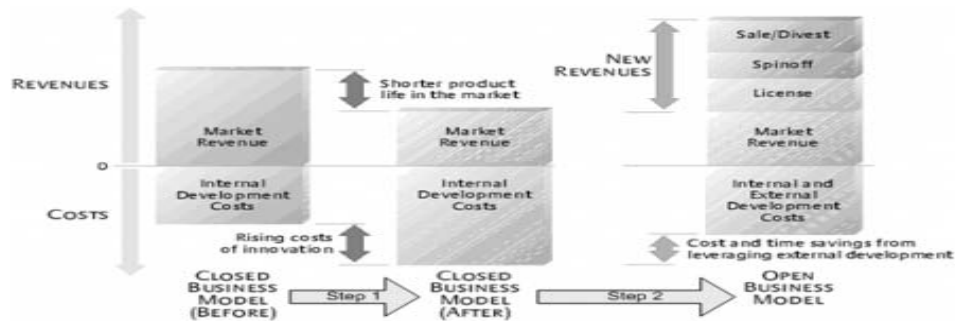 REVENUES
0
COSTS
Market
Revenue
Internal
Development
Costs
Shorter product
life in the market
Rising costs
of innovation
Market
Revenue
Internal
Development
Costs
NEW
REVENUES
Sale/Divest
Spinoff
License
Market
Revenue
Internal and
External
Development
Costs
Cost and time savings from
leveraging external development
CLOSED
BUSINESS
MODEL
(BEFORE)
Step 1
CLOSED
BUSINESS
MODEL
(AFTER)
Step 2
OPEN
BUSINESS
MODEL